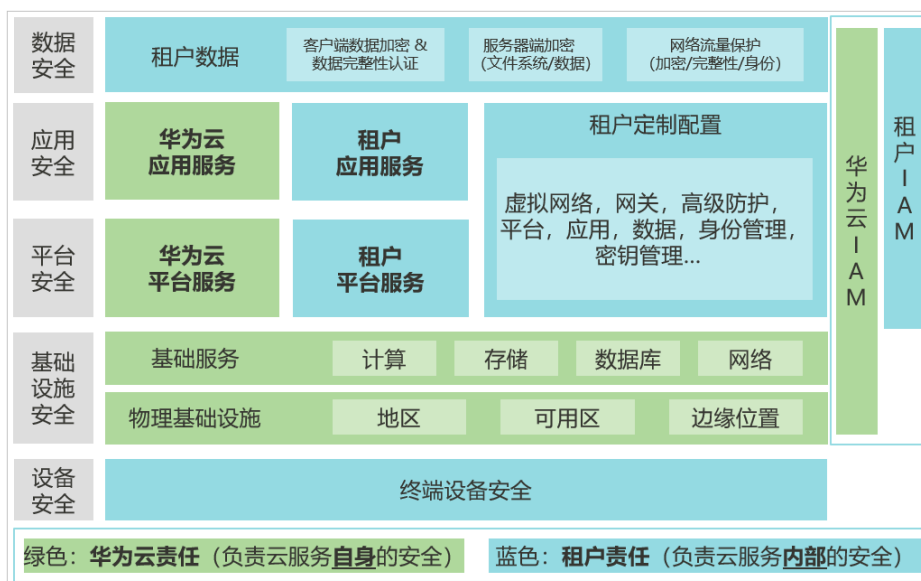 数据
安全
租户数据
客户端数据加密 &
数据完整性认证
服务器端加密
(文件系统/数据)
网络流量保护
(加密/完整性/身份)
应用
安全
华为云
应用服务
租户
应用服务
租户定制配置
虚拟网络，网关，高级防护，
平台，应用，数据，身份管理，
密钥管理...
平台
安全
华为云
平台服务
租户
平台服务
基础
设施
安全
基础服务
计算
存储
数据库
网络
物理基础设施
地区
可用区
边缘位置
设备
安全
终端设备安全
华为云IAM
租户IAM
绿色：华为云责任（负责云服务自身的安全）
蓝色：租户责任（负责云服务内部的安全）